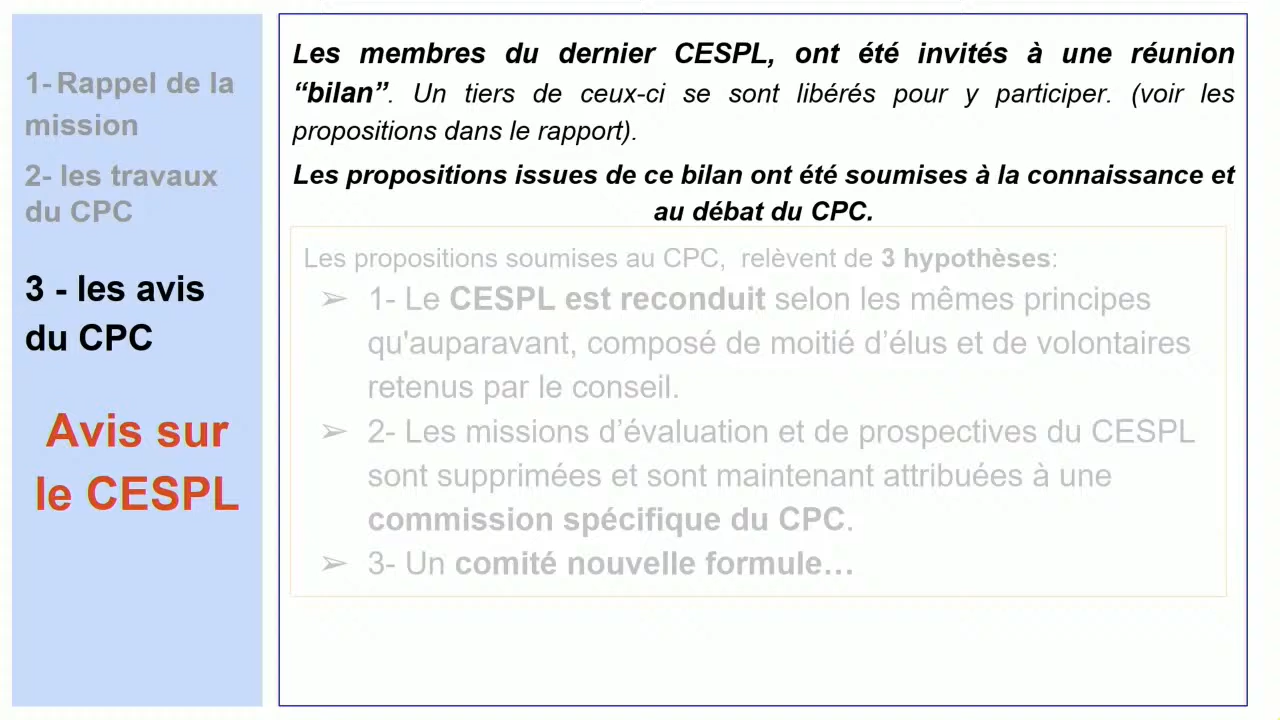 1- Rappel de la
mission
2- les travaux
du CPC
3 - les avis
du CPC
Avis sur
le CESPL
Les membres du dernier CESPL, ont été invités à une réunion
“bilan”. Un tiers de ceux-ci se sont libérés pour y participer. (voir les
propositions dans le rapport).
Les propositions issues de ce bilan ont été soumises à la connaissance et
au débat du CPC.
Les propositions soumises au CPC, relèvent de 3 hypothèses:
➢ 1- Le CESPL est reconduit selon les mêmes principes
qu'auparavant, composé de moitié d’élus et de volontaires
retenus par le conseil.
➢ 2- Les missions d’évaluation et de prospectives du CESPL
sont supprimées et sont maintenant attribuées à une
commission spécifique du CPC.
➢ 3- Un comité nouvelle formule…